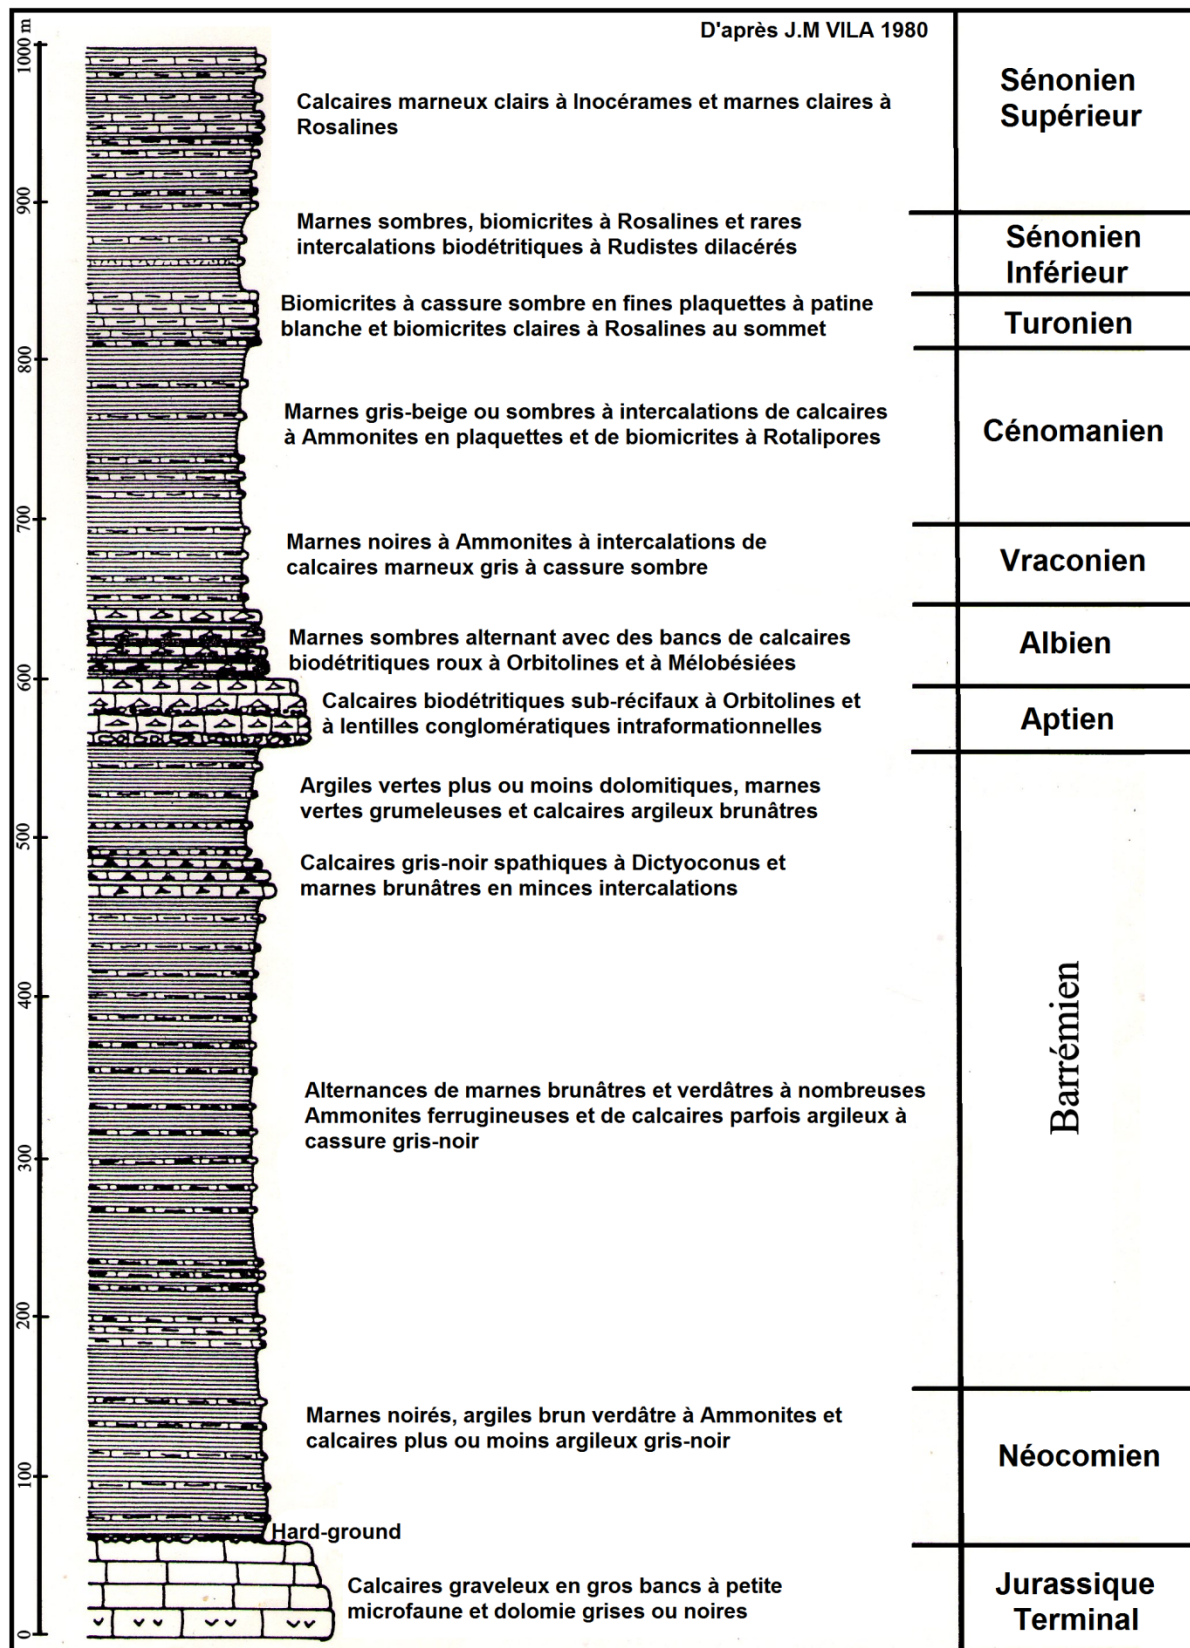 D'après J.M VILA 1980
1000 m
Sénonien
Supérieur
Calcaires marneux clairs à Inocérames et marnes claires à
Rosalines
900
Marnes sombres, biomicrites à Rosalines et rares
intercalations biodétritiques à Rudistes dilacérés
Sénonien
Inférieur
Biomicrites à cassure sombre en fines plaquettes à patine
blanche et biomicrites claires à Rosalines au sommet
Turonien
800
Marnes gris-beige ou sombres à intercalations de calcaires
à Ammonites en plaquettes et de biomicrites à Rotalipores
Cénomanien
700
Marnes noires à Ammonites à intercalations de
calcaires marneux gris à cassure sombre
Vraconien
Marnes sombres alternant avec des bancs de calcaires
biodétritiques roux à Orbitolines et à Mélobésiées
Albien
600
Calcaires biodétritiques sub-récifaux à Orbitolines et
à lentilles conglomératiques intraformationnelles
Aptien
Argiles vertes plus ou moins dolomitiques, marnes
vertes grumeleuses et calcaires argileux brunâtres
500
Calcaires gris-noir spathiques à Dictyoconus et
marnes brunâtres en minces intercalations
400
Barrémien
Alternances de marnes brunâtres et verdâtres à nombreuses
Ammonites ferrugineuses et de calcaires parfois argileux à
cassure gris-noir
300
200
Marnes noirés, argiles brun verdâtre à Ammonites et
calcaires plus ou moins argileux gris-noir
Néocomien
100
Hard-ground
Calcaires graveleux en gros bancs à petite
microfaune et dolomie grises ou noires
Jurassique
Terminal
0